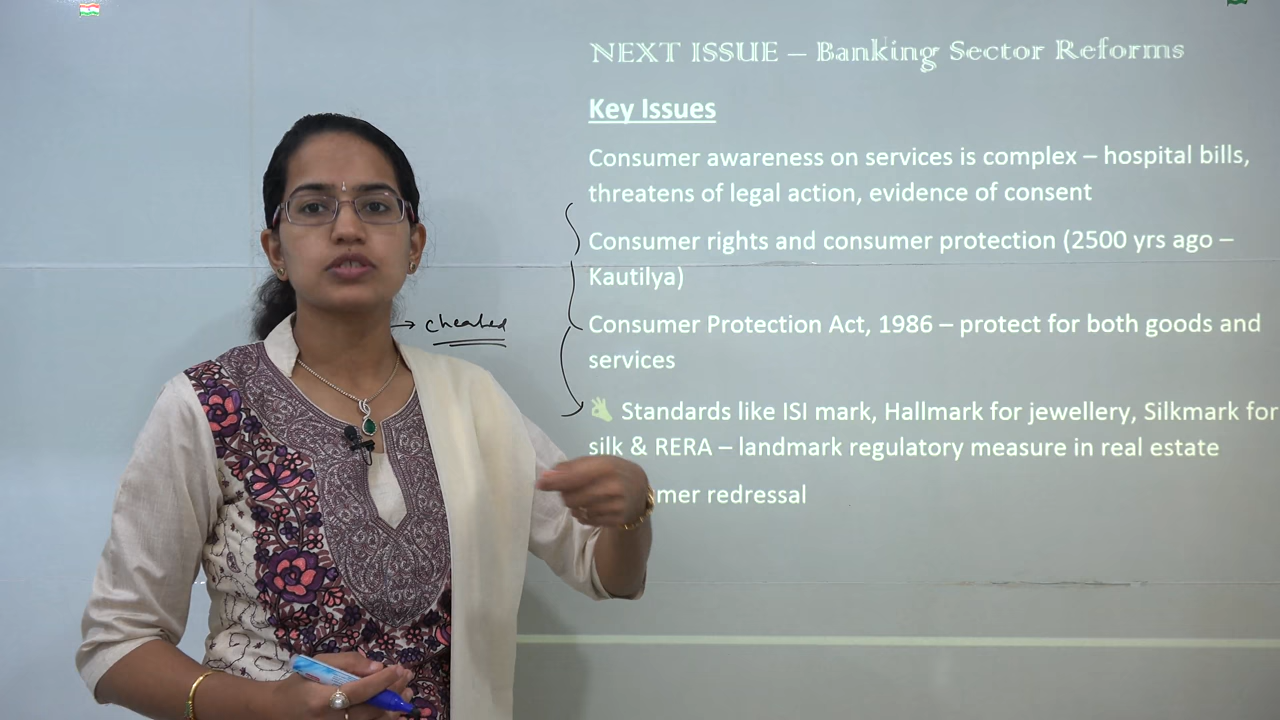 NEXT ISSUE – Banking Sector Reforms
Key Issues
Consumer awareness on services is complex – hospital bills,
threatens of legal action, evidence of consent
Consumer rights and consumer protection (2500 yrs ago –
Kautilya)
→ cheated
Consumer Protection Act, 1986 – protect for both goods and
services
👌 Standards like ISI mark, Hallmark for jewellery, Silkmark for
silk & RERA – landmark regulatory measure in real estate
mer redressal